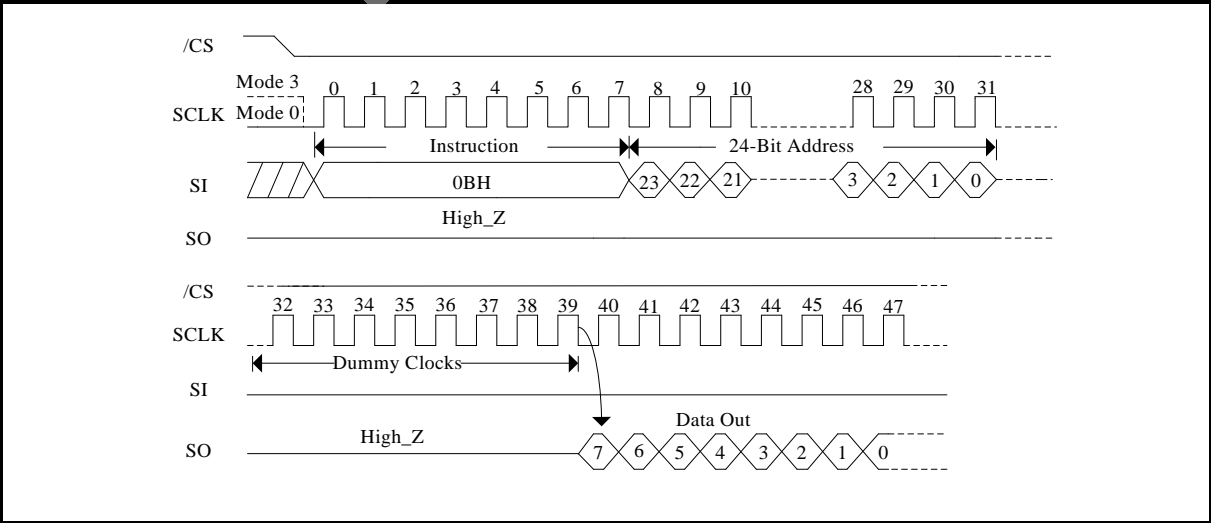 /CS
Mode 3
0 1 2 3 4 5 6 7 8 9 10 28 29 30 31
SCLK
Mode 0
Instruction 24-Bit Address
SI
0BH 23 22 21 3 2 1 0
High_Z
SO
/CS
32 33 34 35 36 37 38 39 40 41 42 43 44 45 46 47
SCLK
Dummy Clocks
SI
Data Out
High_Z
SO
7 6 5 4 3 2 1 0